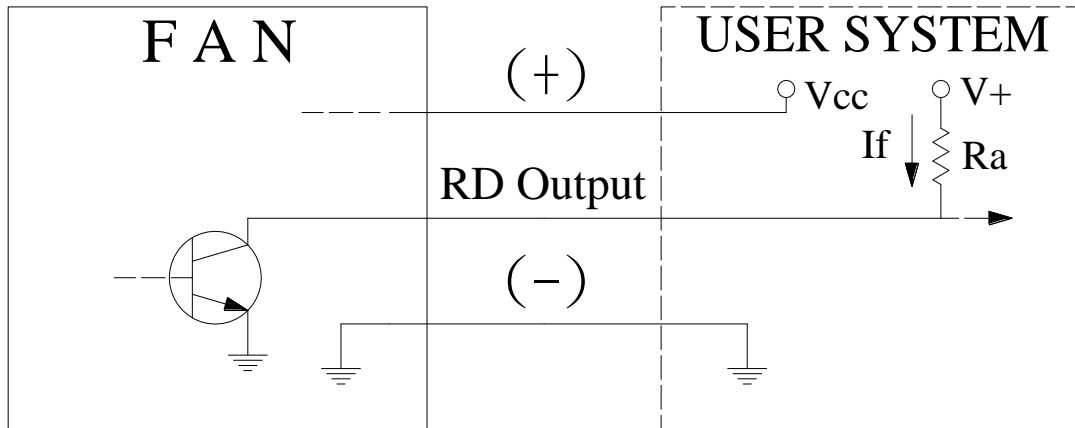 F A N
USER SYSTEM
(+)
Vcc
V+
If
Ra
RD Output
(-)